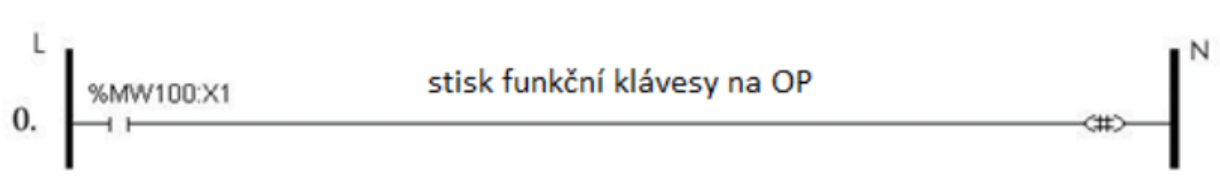 L
N
%MW100:X1
stisk funkční klávesy na OP
0.
#